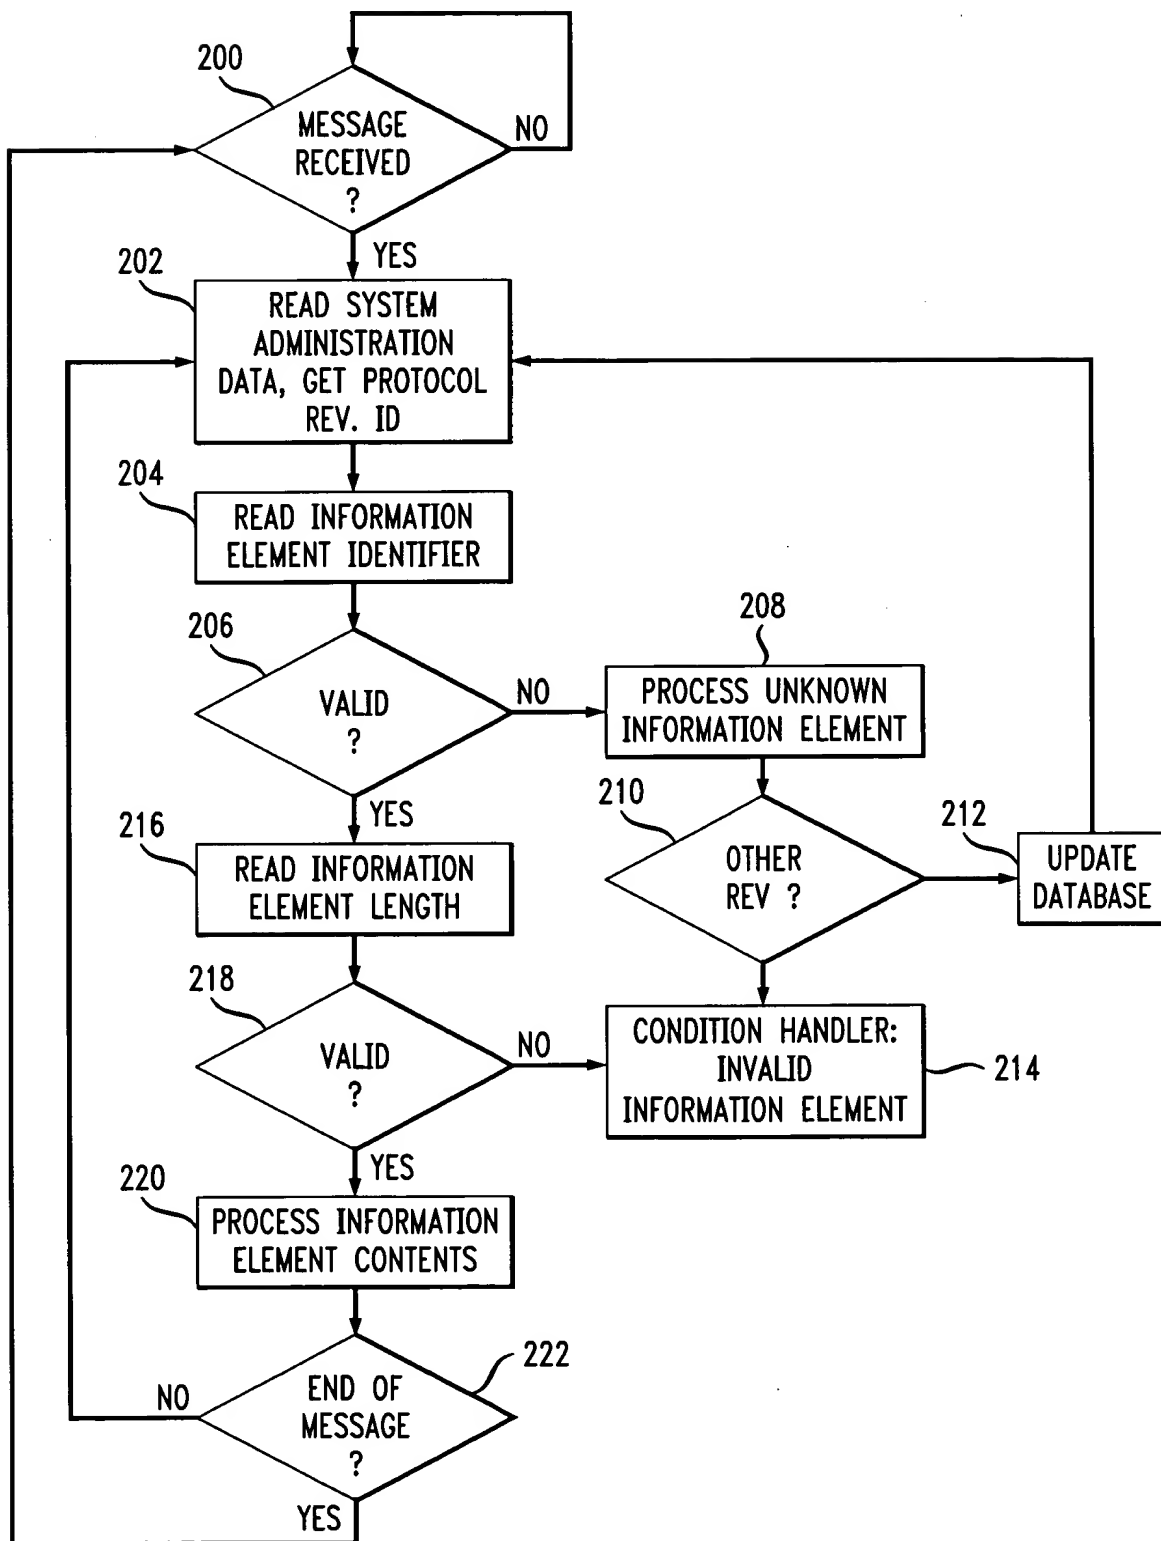 200
MESSAGE
RECEIVED
?
NO
YES
202
READ SYSTEM
ADMINISTRATION
DATA, GET PROTOCOL
REV. ID
204
READ INFORMATION
ELEMENT IDENTIFIER
206
VALID
?
NO
208
PROCESS UNKNOWN
INFORMATION ELEMENT
YES
210
OTHER
REV ?
212
UPDATE
DATABASE
216
READ INFORMATION
ELEMENT LENGTH
218
VALID
?
NO
CONDITION HANDLER:
INVALID
INFORMATION ELEMENT
214
YES
220
PROCESS INFORMATION
ELEMENT CONTENTS
222
END OF
MESSAGE
?
NO
YES